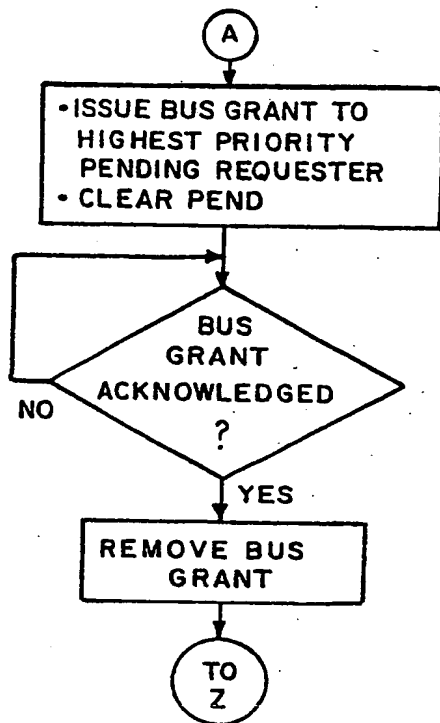 A
• ISSUE BUS GRANT TO
HIGHEST PRIORITY
PENDING REQUESTER
• CLEAR PEND
BUS
GRANT
ACKNOWLEDGED
?
NO
YES
REMOVE BUS
GRANT
TO
Z